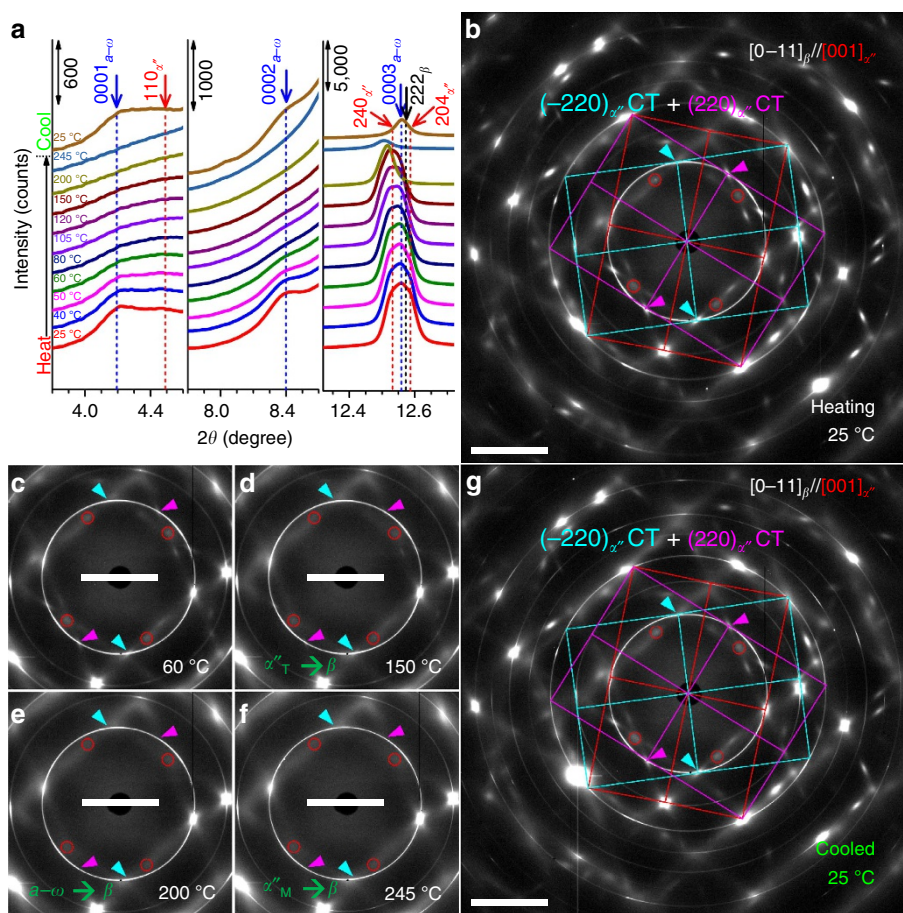 a
Intensity (counts)
Heat
Cool
600
0001a–ω
110α″
1000
0002a–ω
5,000
240α″
0003a–ω
222β
204α″
25 °C
245 °C
200 °C
150 °C
120 °C
105 °C
80 °C
60 °C
50 °C
40 °C
25 °C
4.0 4.4 8.0 8.4 12.4 12.6
2θ (degree)
b
[0–11]β//[001]α″
(–220)α″CT + (220)α″CT
Heating
25 °C
c
60 °C
d
α″T → β
150 °C
e
a–ω → β
200 °C
f
α″M → β
245 °C
g
[0–11]β//[001]α″
(–220)α″CT + (220)α″CT
Cooled
25 °C